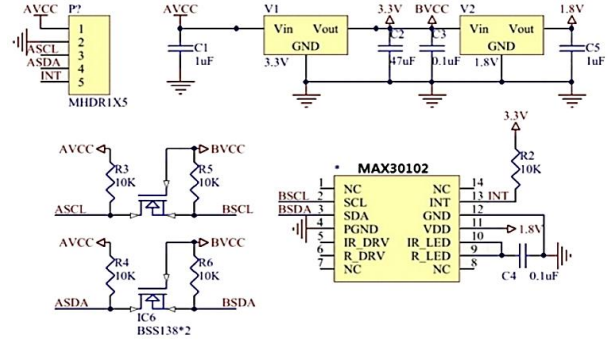 AVCC
P?
1
2
ASCL 3
ASDA 4
INT 5
MHDR1X5
AVCC
C1
1uF
V1
Vin Vout
GND
3.3V
3.3V
C2
47uF
BVCC
C3
0.1uF
V2
Vin Vout
GND
1.8V
1.8V
C5
1uF
AVCC BVCC
R3
10K
R5
10K
ASCL BSCL
AVCC BVCC
R4
10K
R6
10K
ASDA BSDA
IC6
BSS138*2
3.3V
R2
10K
* MAX30102
1 NC NC 14
BSCL 2 SCL INT 13 INT
BSDA 3 SDA GND 12
4 PGND VDD 11 1.8V
5 IR_DRV IR_LED 10
6 R_DRV R_LED 9
7 NC NC 8
C4 0.1uF